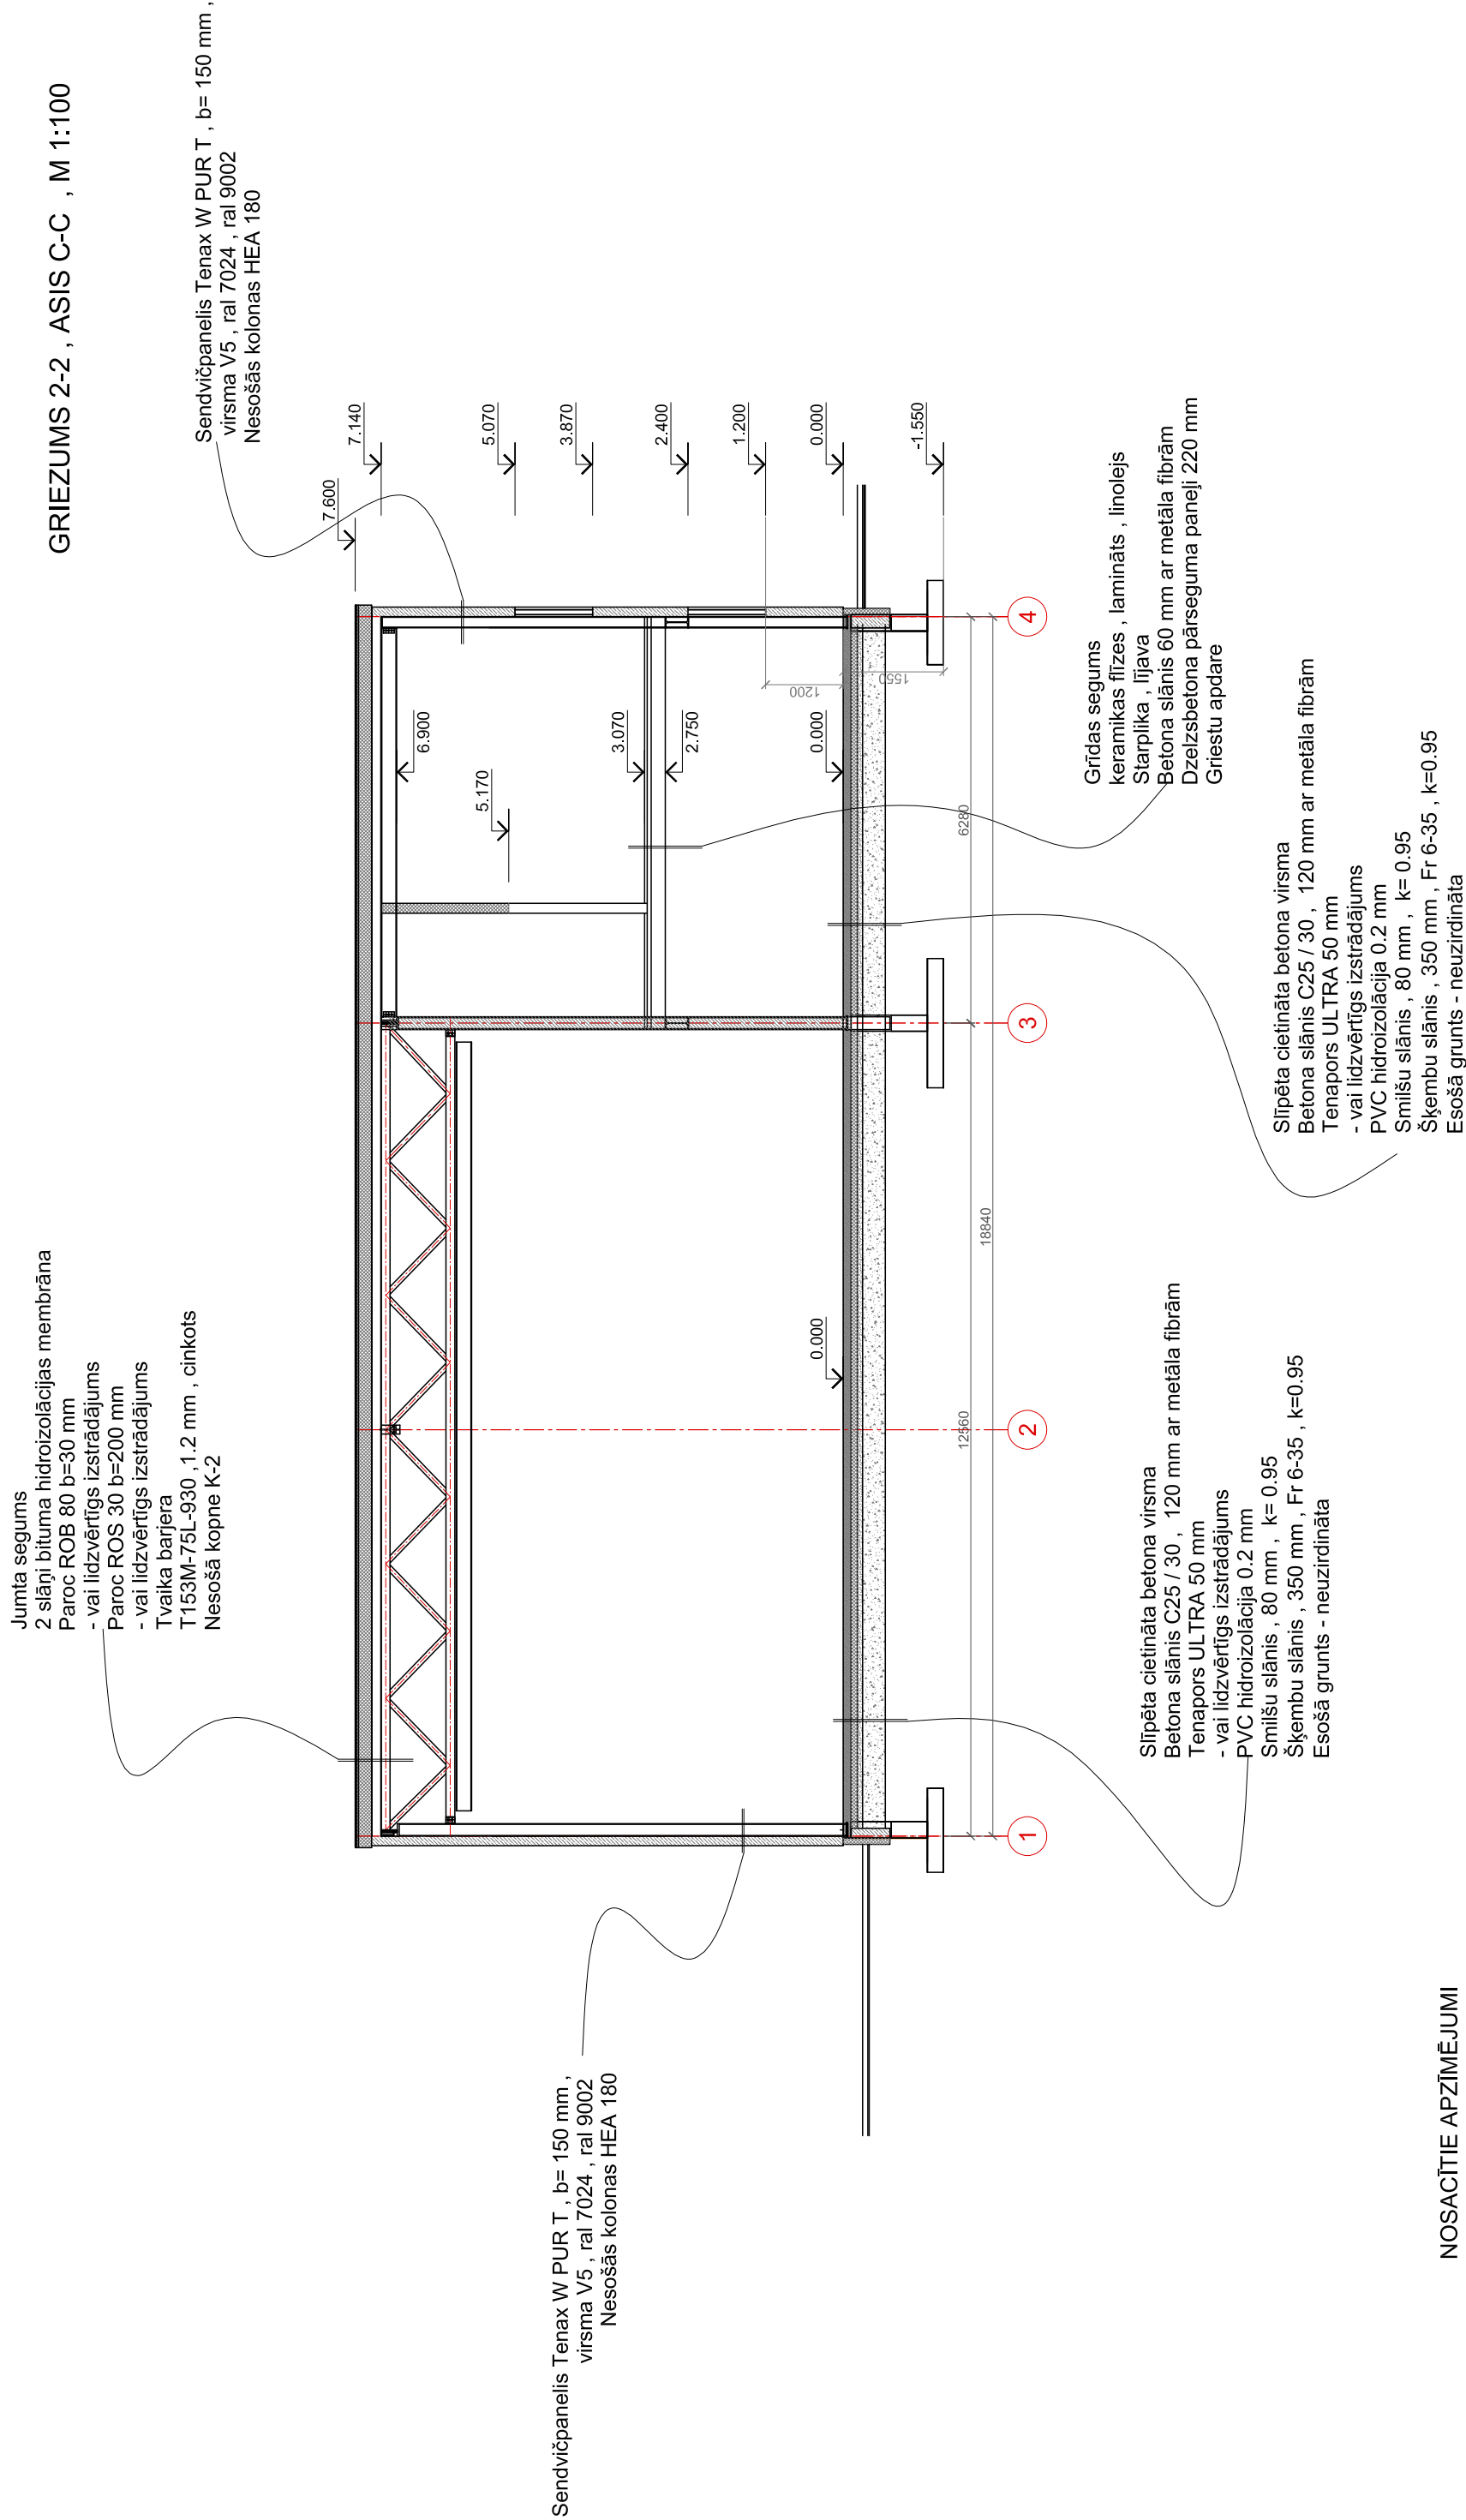 GRIEZUMS 2-2 , ASIS C-C , M 1:100
Jumta segums
2 slāņi bituma hidroizolācijas membrāna
Paroc ROB 80 b=30 mm
- vai lidzvērtīgs izstrādājums
Paroc ROS 30 b=200 mm
- vai lidzvērtīgs izstrādājums
Tvaika barjera
T153M-75L-930 ,1.2 mm , cinkots
Nesošā kopne K-2
Sendvičpanelis Tenax W PUR T , b= 150 mm ,
virsma V5 , ral 7024 , ral 9002
Nesošās kolonas HEA 180
7.600
7.140
5.070
3.870
2.400
1.200
0.000
-1.550
6.900
5.170
3.070
2.750
0.000
0.000
1200
1550
Sendvičpanelis Tenax W PUR T , b= 150 mm ,
virsma V5 , ral 7024 , ral 9002
Nesošās kolonas HEA 180
12560
6280
18840
1
2
3
4
Grīdas segums
keramikas flīzes , lamināts , linolejs
Starplika , līјava
Betona slānis 60 mm ar metāla fibrām
Dzelzsbetona pārseguma paneļi 220 mm
Griestu apdare
Slīpēta cietināta betona virsma
Betona slānis C25 / 30 , 120 mm ar metāla fibrām
Tenapors ULTRA 50 mm
- vai lidzvērtīgs izstrādājums
PVC hidroizolācija 0.2 mm
Smilšu slānis , 80 mm , k= 0.95
Šķembu slānis , 350 mm , Fr 6-35 , k=0.95
Esošā grunts - neuzirdināta
Slīpēta cietināta betona virsma
Betona slānis C25 / 30 , 120 mm ar metāla fibrām
Tenapors ULTRA 50 mm
- vai lidzvērtīgs izstrādājums
PVC hidroizolācija 0.2 mm
Smilšu slānis , 80 mm , k= 0.95
Šķembu slānis , 350 mm , Fr 6-35 , k=0.95
Esošā grunts - neuzirdināta
NOSACĪTIE APZĪMĒJUMI